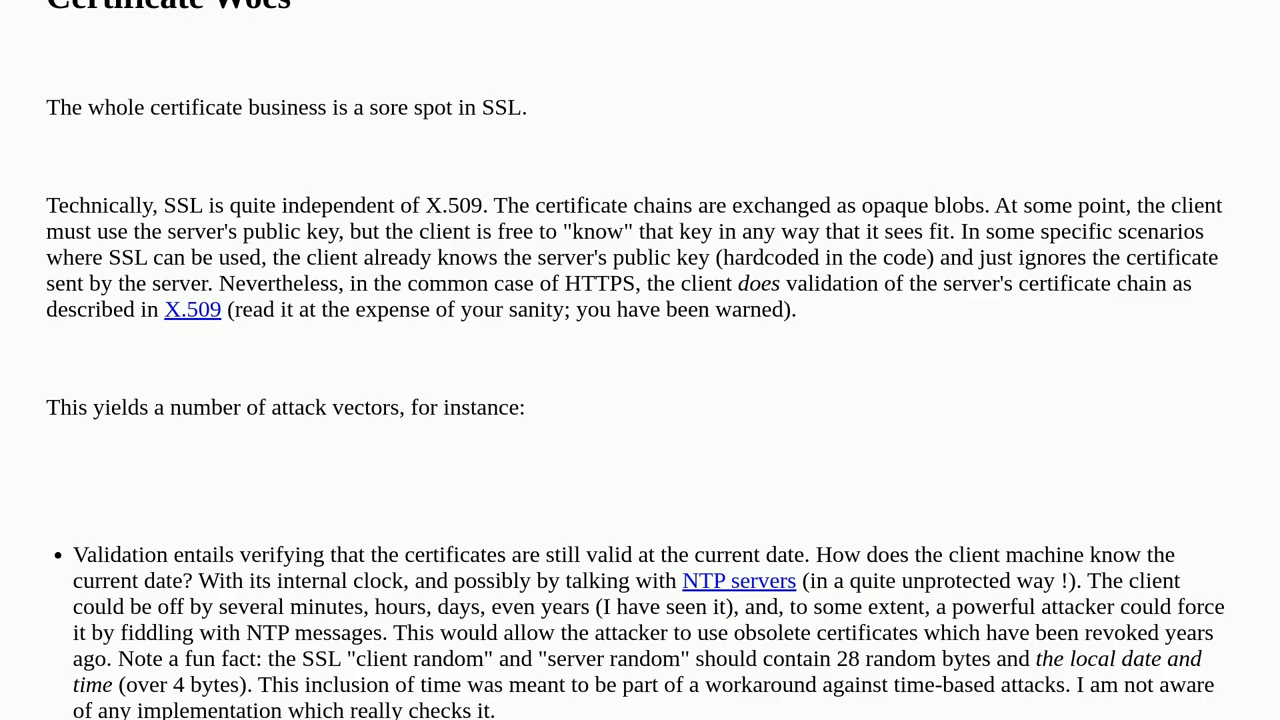 Certificate Woes
The whole certificate business is a sore spot in SSL.
Technically, SSL is quite independent of X.509. The certificate chains are exchanged as opaque blobs. At some point, the client
must use the server's public key, but the client is free to "know" that key in any way that it sees fit. In some specific scenarios
where SSL can be used, the client already knows the server's public key (hardcoded in the code) and just ignores the certificate
sent by the server. Nevertheless, in the common case of HTTPS, the client does validation of the server's certificate chain as
described in X.509 (read it at the expense of your sanity; you have been warned).
This yields a number of attack vectors, for instance:
• Validation entails verifying that the certificates are still valid at the current date. How does the client machine know the
current date? With its internal clock, and possibly by talking with NTP servers (in a quite unprotected way !). The client
could be off by several minutes, hours, days, even years (I have seen it), and, to some extent, a powerful attacker could force
it by fiddling with NTP messages. This would allow the attacker to use obsolete certificates which have been revoked years
ago. Note a fun fact: the SSL "client random" and "server random" should contain 28 random bytes and the local date and
time (over 4 bytes). This inclusion of time was meant to be part of a workaround against time-based attacks. I am not aware
of any implementation which really checks it.